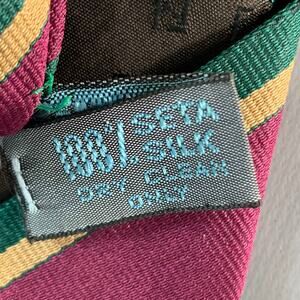 100% SETA
SILK
DRY CLEAN
ONLY